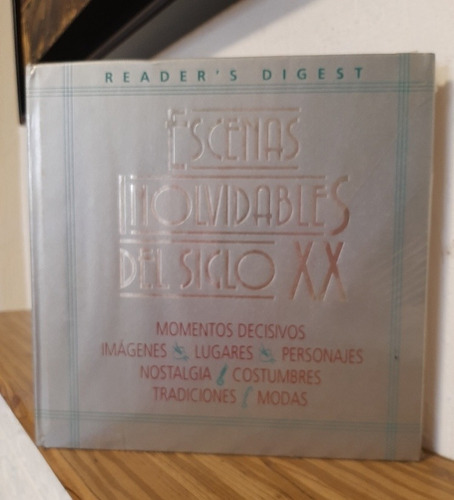 READER'S DIGEST
ESCENAS
INOLVIDABLES
DEL SIGLO XX
MOMENTOS DECISIVOS
IMÁGENES LUGARES PERSONAJES
NOSTALGIA COSTUMBRES
TRADICIONES MODAS